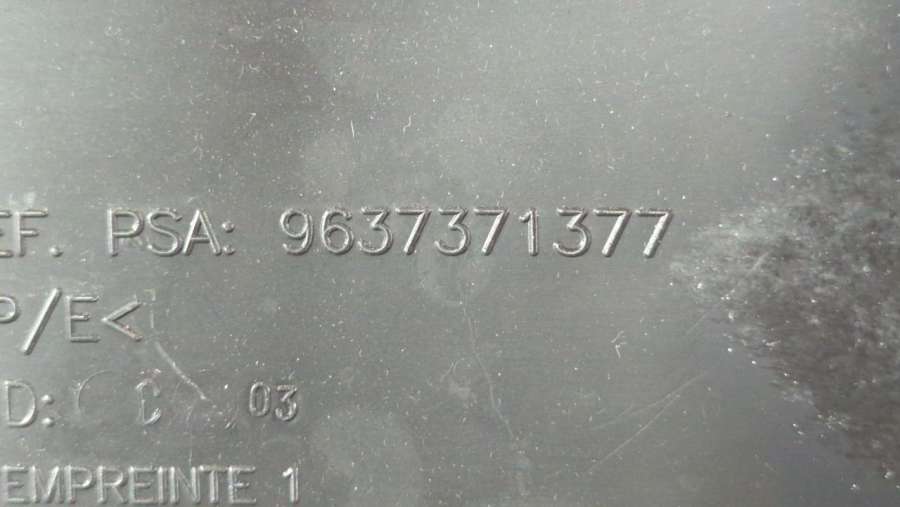 EF. PSA: 9637371377
P/E<
D: C 03
EMPREINTE 1